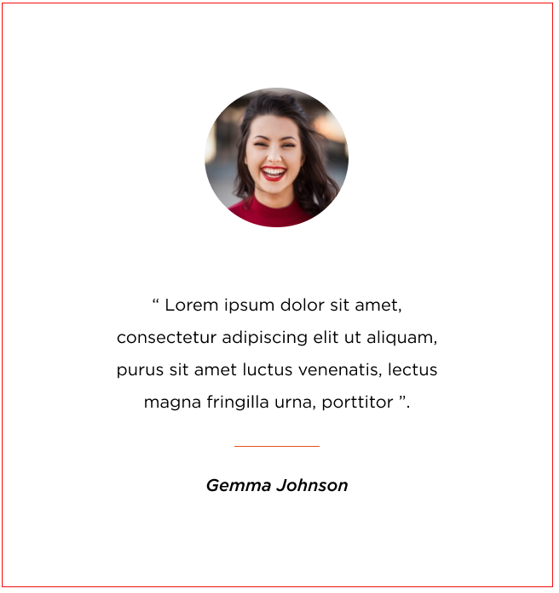 “ Lorem ipsum dolor sit amet,
consectetur adipiscing elit ut aliquam,
purus sit amet luctus venenatis, lectus
magna fringilla urna, porttitor ”.
Gemma Johnson